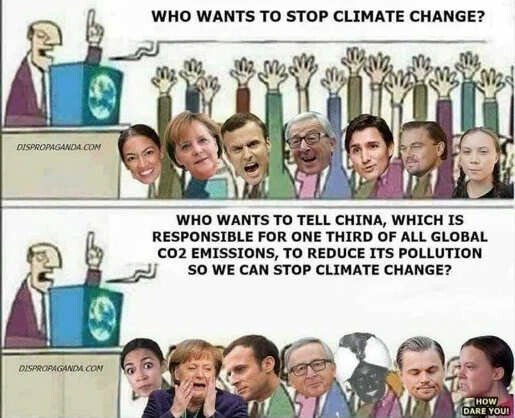 WHO WANTS TO STOP CLIMATE CHANGE?
DISPROPAGANDA.COM
WHO WANTS TO TELL CHINA, WHICH IS
RESPONSIBLE FOR ONE THIRD OF ALL GLOBAL
CO2 EMISSIONS, TO REDUCE ITS POLLUTION
SO WE CAN STOP CLIMATE CHANGE?
DISPROPAGANDA.COM
HOW
DARE YOU!